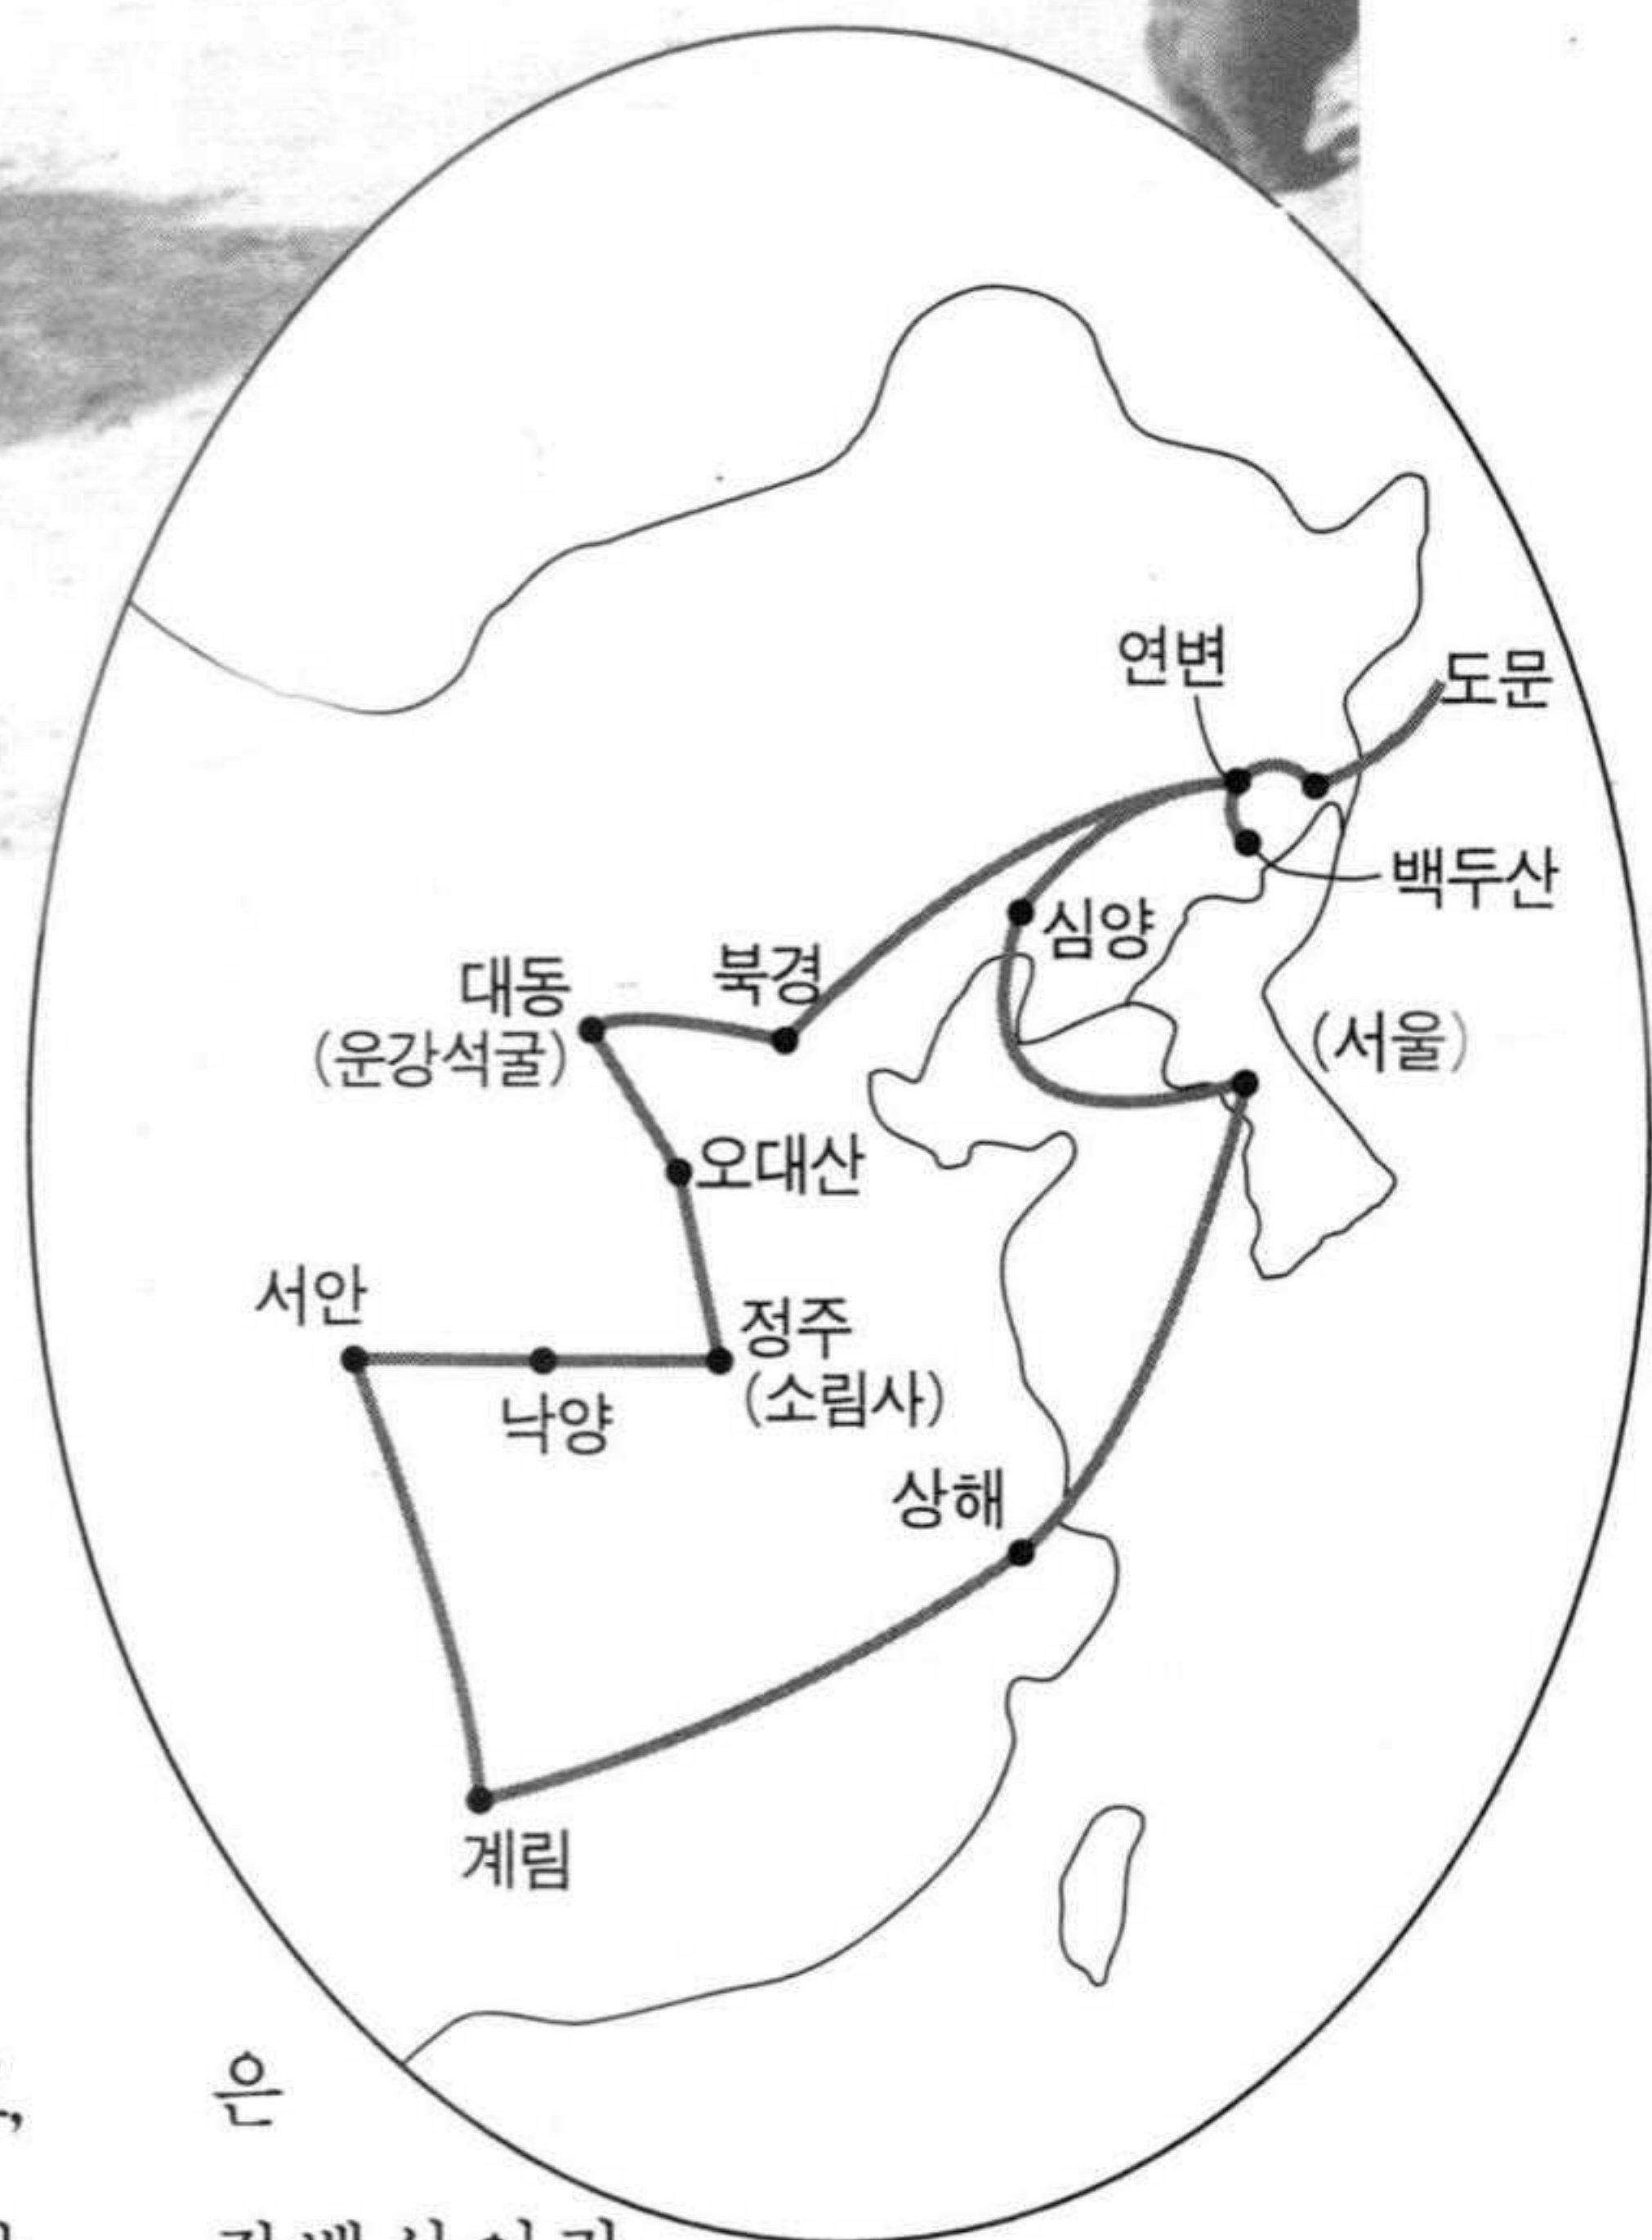 연변
도문
백두산
심양
북경
대동
(운강석굴)
(서울)
오대산
서안
정주
(소림사)
낙양
상해
계림
은